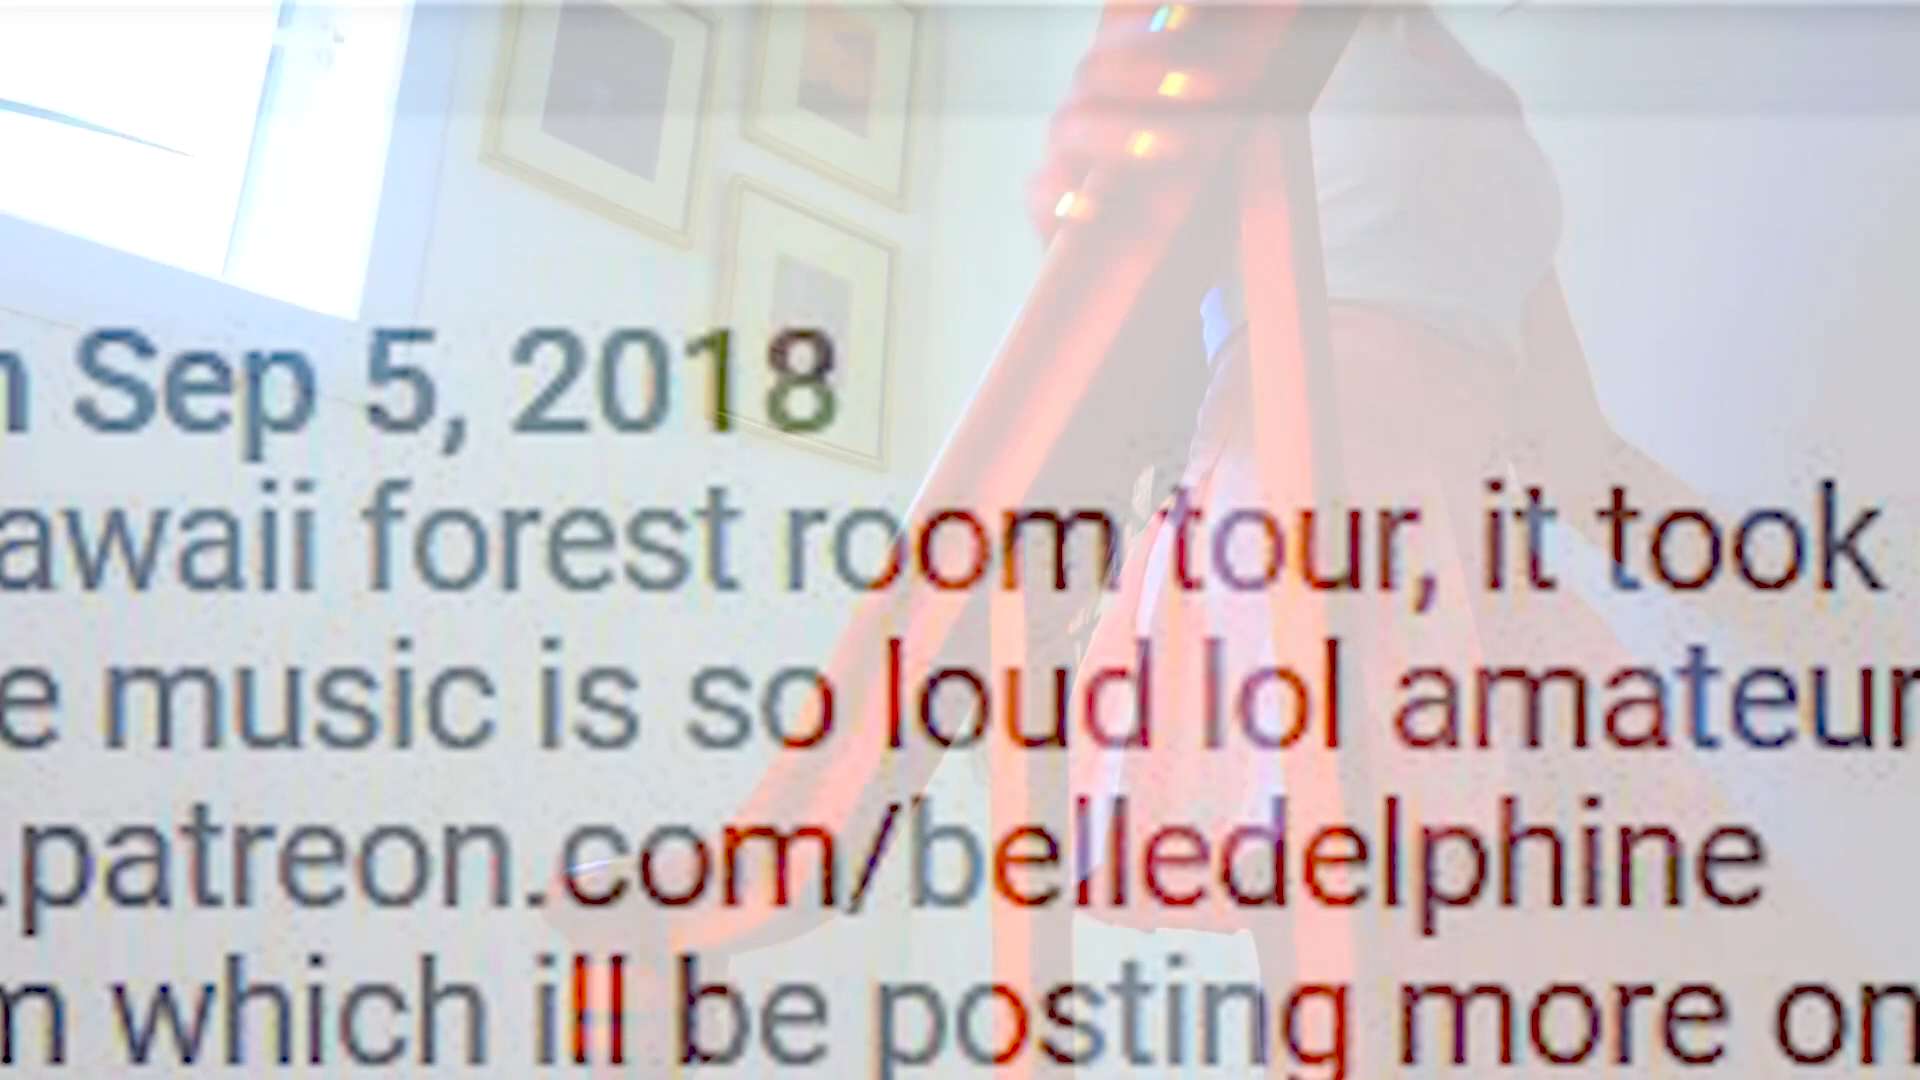 n Sep 5, 2018
awaii forest room tour, it took
e music is so loud lol amateur
.patreon.com/belledelphine
m which ill be posting more on